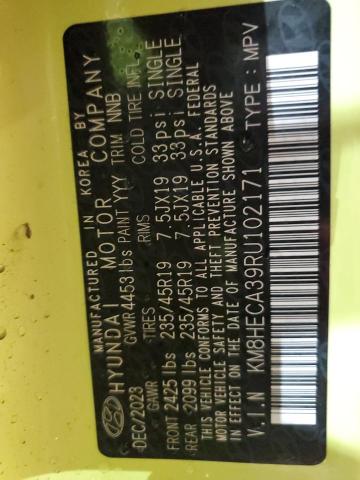 MANUFACTURED IN KOREA BY
HYUNDAI MOTOR COMPANY
DEC/2023 GVWR 4453 lbs PAINT YYY TRIM NNB
GAWR TIRES RIMS COLD TIRE INFL.
FRONT 2425 lbs 235/45R19 7.5JX19 33psi SINGLE
REAR 2099 lbs 235/45R19 7.5JX19 33psi SINGLE
THIS VEHICLE CONFORMS TO ALL APPLICABLE U.S.A. FEDERAL
MOTOR VEHICLE SAFETY AND THEFT PREVENTION STANDARDS
IN EFFECT ON THE DATE OF MANUFACTURE SHOWN ABOVE
V.I.N KM8HECA39RU102171 TYPE: MPV